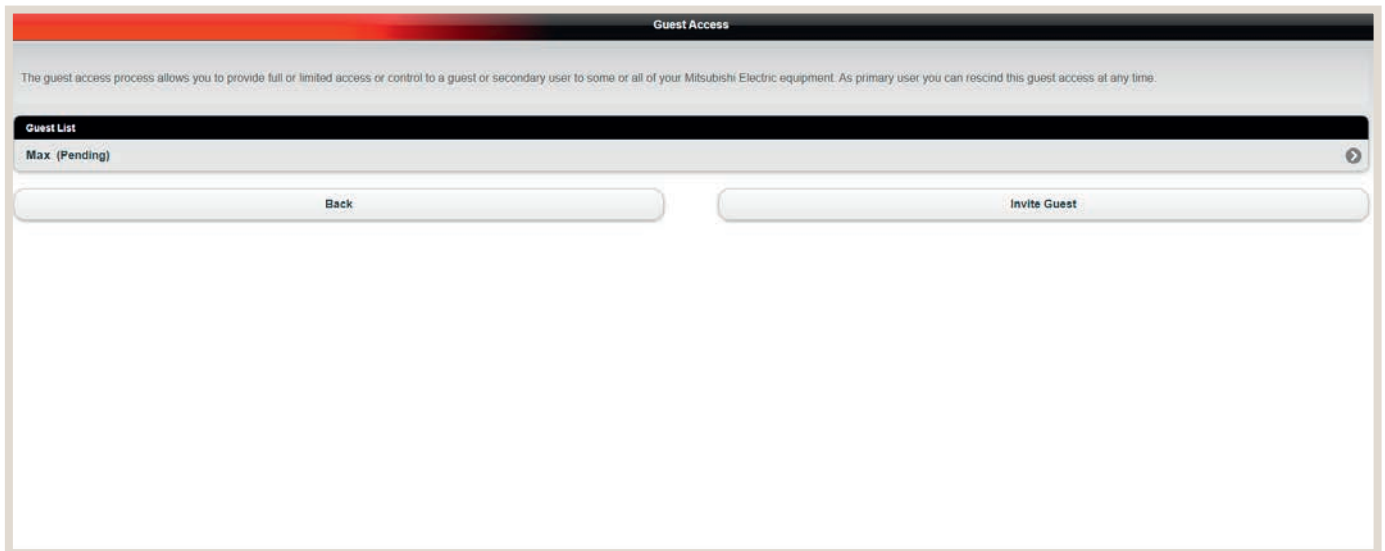 Guest Access
The guest access process allows you to provide full or limited access or control to a guest or secondary user to some or all of your Mitsubishi Electric equipment. As primary user you can rescind this guest access at any time.
Guest List
Max (Pending)
Back
Invite Guest